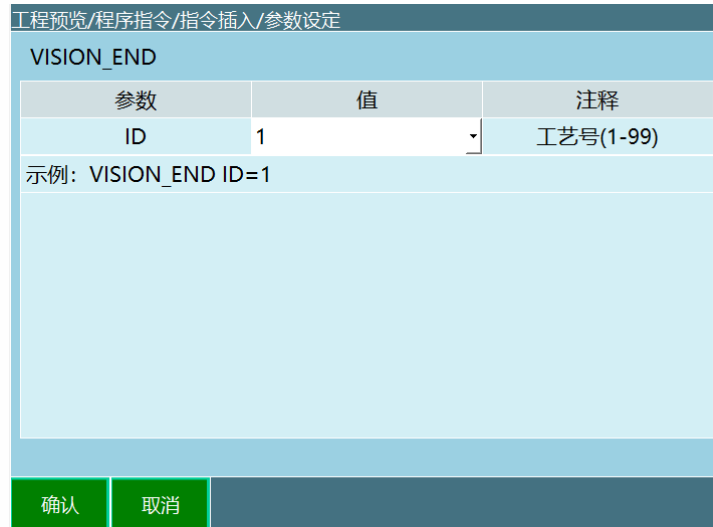 工程预览/程序指令/指令插入/参数设定
VISION_END
参数 值 注释
ID 1 工艺号(1-99)
示例：VISION_END ID=1
确认 取消